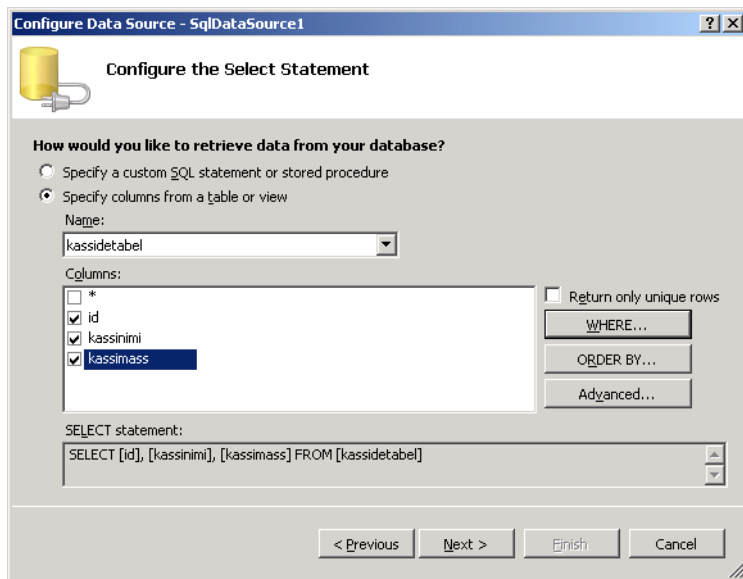 Configure Data Source - SqlDataSource1
Configure the Select Statement
How would you like to retrieve data from your database?
Specify a custom SQL statement or stored procedure
Specify columns from a table or view
Name:
kassidetabel
Columns:
*
Return only unique rows
id
WHERE...
kassinimi
kassimass
ORDER BY...
Advanced...
SELECT statement:
SELECT [id], [kassinimi], [kassimass] FROM [kassidetabel]
< Previous
Next >
Finish
Cancel